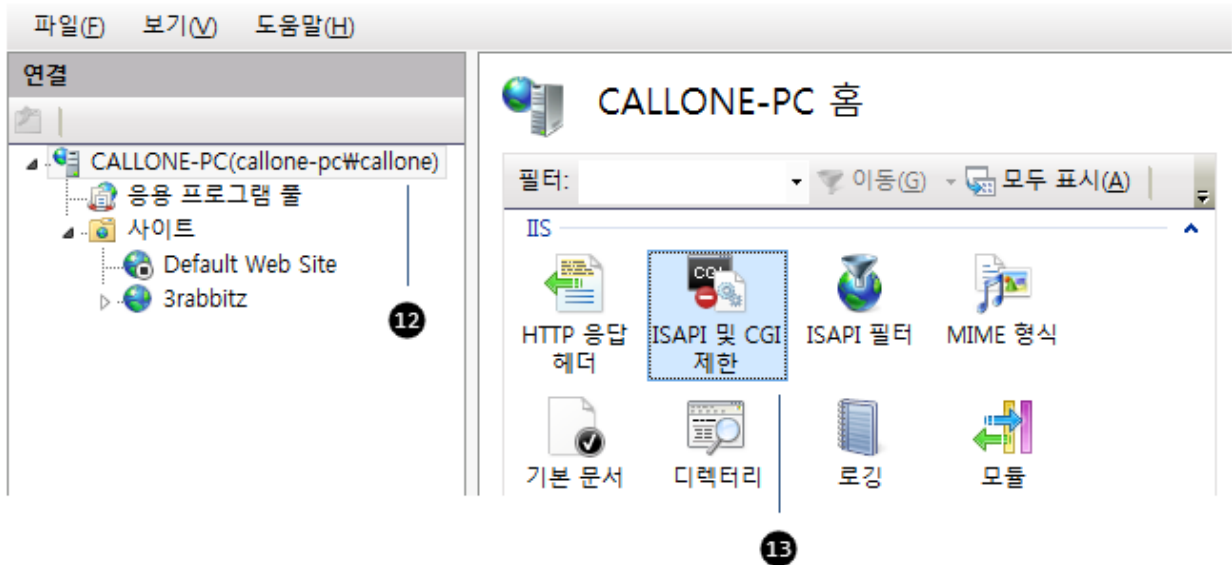 파일(F) 보기(V) 도움말(H)
연결
CALLONE-PC(callone-pc₩callone)
응용 프로그램 풀
사이트
Default Web Site
3rabbitz
12
CALLONE-PC 홈
필터: 이동(G) 모두 표시(A)
IIS
HTTP 응답 헤더
ISAPI 및 CGI 제한
ISAPI 필터
MIME 형식
기본 문서
디렉터리
로깅
모듈
13